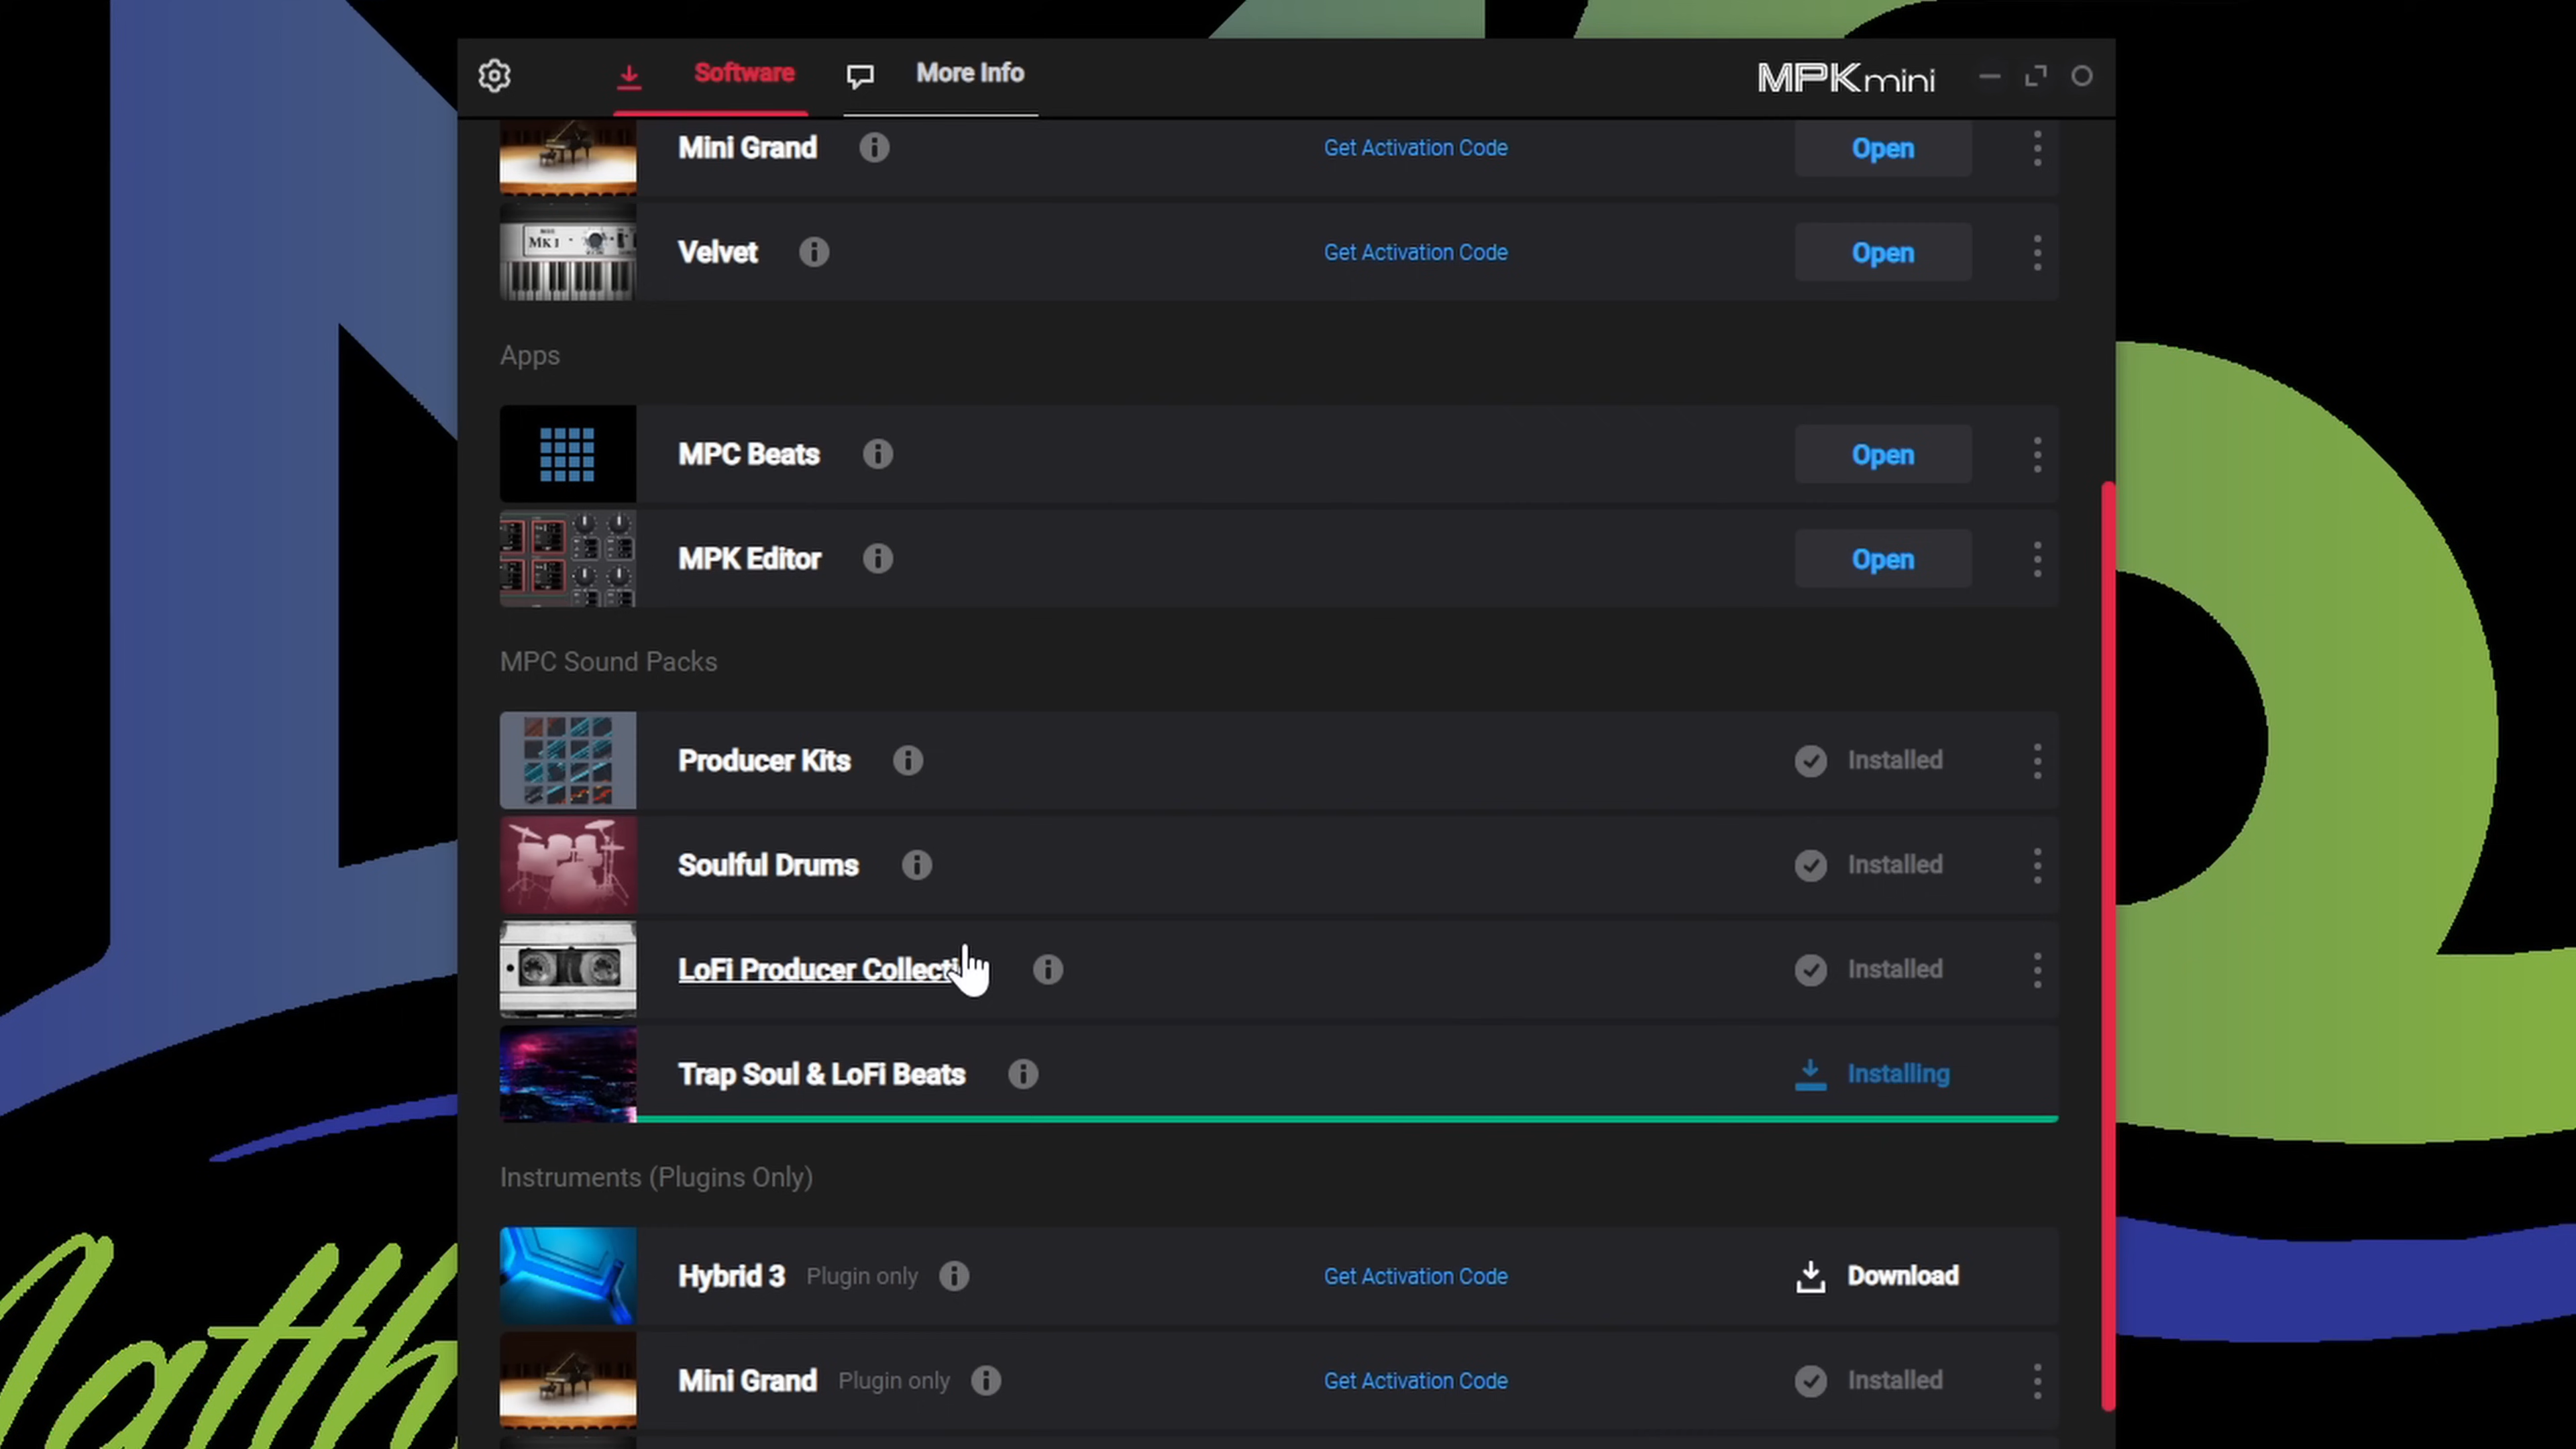 Software
More Info
MPKmini
Mini Grand
Get Activation Code
Open
MK I
Velvet
Get Activation Code
Open
Apps
MPC Beats
Open
MPK Editor
Open
MPC Sound Packs
Producer Kits
Installed
Soulful Drums
Installed
LoFi Producer Collecti
Installed
Trap Soul & LoFi Beats
Installing
Instruments (Plugins Only)
Hybrid 3 Plugin only
Get Activation Code
Download
Mini Grand Plugin only
Get Activation Code
Installed